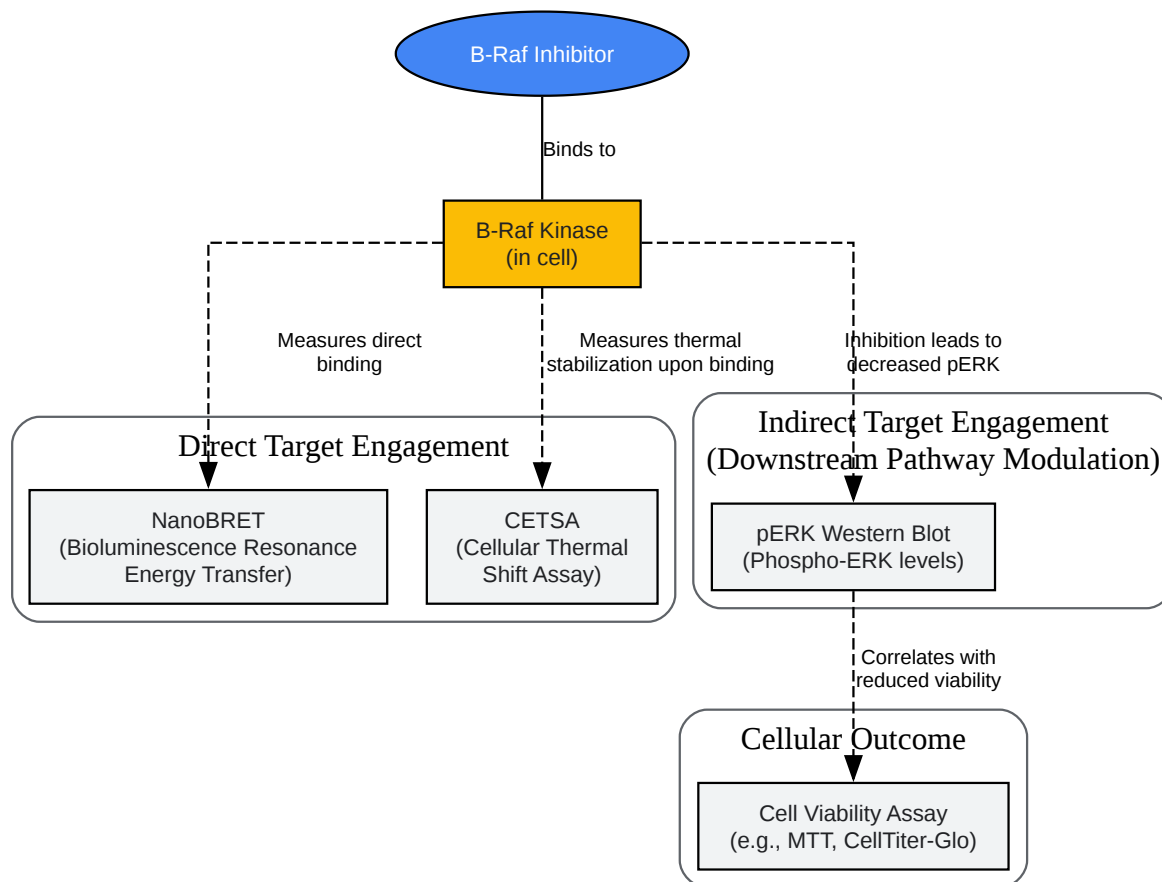 B-Raf Inhibitor
Binds to
B-Raf Kinase
(in cell)
Measures direct
binding
Measures thermal
stabilization upon binding
Inhibition leads to
decreased pERK
Direct Target Engagement
NanoBRET
(Bioluminescence Resonance
Energy Transfer)
CETSA
(Cellular Thermal
Shift Assay)
Indirect Target Engagement
(Downstream Pathway Modulation)
pERK Western Blot
(Phospho-ERK levels)
Correlates with
reduced viability
Cellular Outcome
Cell Viability Assay
(e.g., MTT, CellTiter-Glo)